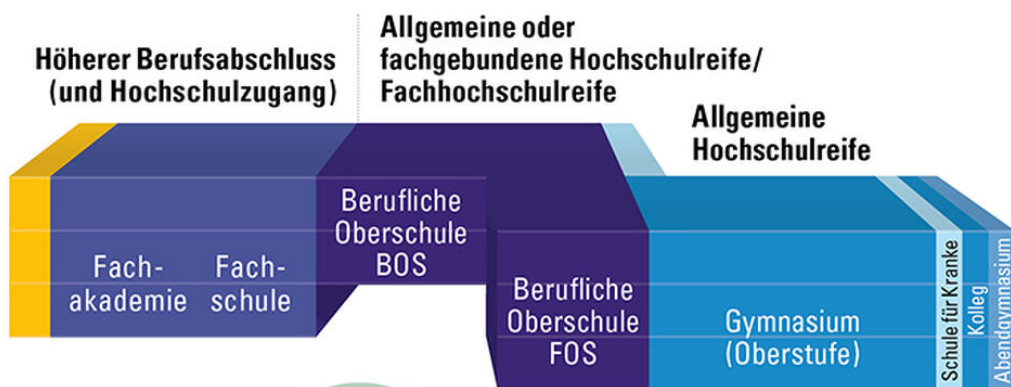 Höherer Berufsabschluss
(und Hochschulzugang)
Allgemeine oder
fachgebundene Hochschulreife/
Fachhochschulreife
Allgemeine
Hochschulreife
Fach-
akademie
Fach-
schule
Berufliche
Oberschule
BOS
Berufliche
Oberschule
FOS
Gymnasium
(Oberstufe)
Schule für Kranke
Kolleg
Abendgymnasium